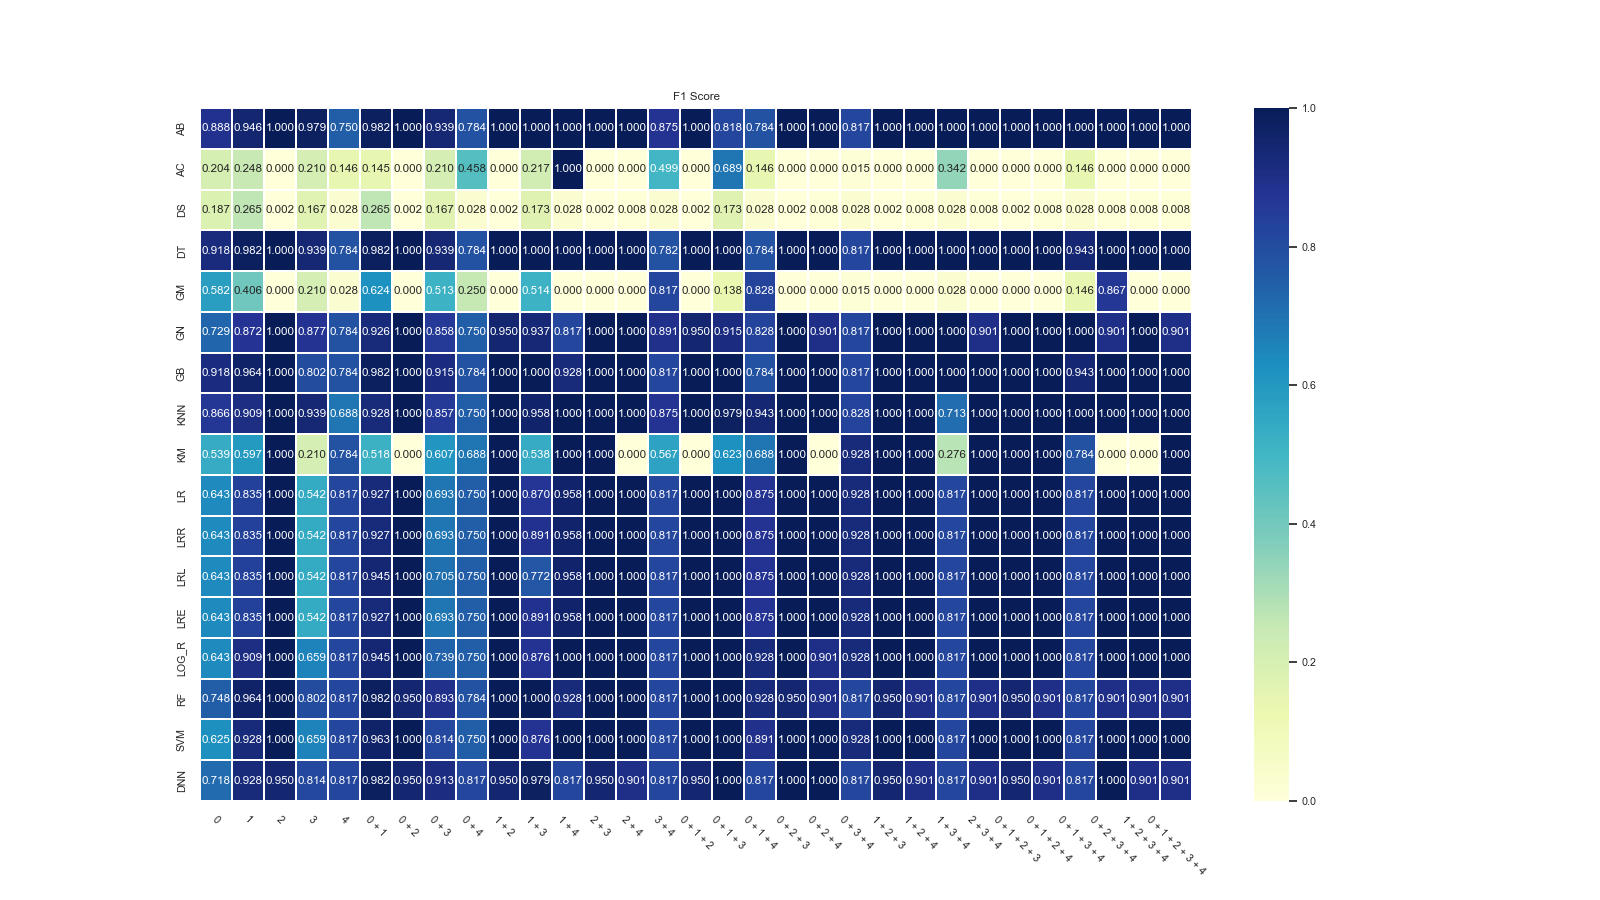 F1 Score
AB 0.888 0.946 1.000 0.979 0.750 0.982 1.000 0.939 0.784 1.000 1.000 1.000 1.000 1.000 0.875 1.000 0.818 0.784 1.000 1.000 0.817 1.000 1.000 1.000 1.000 1.000 1.000 1.000 1.000 1.000 1.000
AC 0.204 0.248 0.000 0.210 0.146 0.145 0.000 0.210 0.458 0.000 0.217 1.000 0.000 0.000 0.499 0.000 0.689 0.146 0.000 0.000 0.015 0.000 0.000 0.342 0.000 0.000 0.000 0.146 0.000 0.000 0.000
DS 0.187 0.265 0.002 0.167 0.028 0.265 0.002 0.167 0.028 0.002 0.173 0.028 0.002 0.008 0.028 0.002 0.173 0.028 0.002 0.008 0.028 0.002 0.008 0.028 0.008 0.002 0.008 0.028 0.008 0.008 0.008
DT 0.918 0.982 1.000 0.939 0.784 0.982 1.000 0.939 0.784 1.000 1.000 1.000 1.000 1.000 0.782 1.000 1.000 0.784 1.000 1.000 0.817 1.000 1.000 1.000 1.000 1.000 1.000 0.943 1.000 1.000 1.000
GM 0.582 0.406 0.000 0.210 0.028 0.624 0.000 0.513 0.250 0.000 0.514 0.000 0.000 0.000 0.817 0.000 0.138 0.828 0.000 0.000 0.015 0.000 0.000 0.028 0.000 0.000 0.000 0.146 0.867 0.000 0.000
GN 0.729 0.872 1.000 0.877 0.784 0.926 1.000 0.858 0.750 0.950 0.937 0.817 1.000 1.000 0.891 0.950 0.915 0.828 1.000 0.901 0.817 1.000 1.000 1.000 0.901 1.000 1.000 1.000 0.901 1.000 0.901
GB 0.918 0.964 1.000 0.802 0.784 0.982 1.000 0.915 0.784 1.000 1.000 0.928 1.000 1.000 0.817 1.000 1.000 0.784 1.000 1.000 0.817 1.000 1.000 1.000 1.000 1.000 1.000 0.943 1.000 1.000 1.000
KNN 0.866 0.909 1.000 0.939 0.688 0.928 1.000 0.857 0.750 1.000 0.958 1.000 1.000 1.000 0.875 1.000 0.979 0.943 1.000 1.000 0.828 1.000 1.000 0.713 1.000 1.000 1.000 1.000 1.000 1.000 1.000
KM 0.539 0.597 1.000 0.210 0.784 0.518 0.000 0.607 0.688 1.000 0.538 1.000 1.000 0.000 0.567 0.000 0.623 0.688 1.000 0.000 0.928 1.000 1.000 0.276 1.000 1.000 1.000 0.784 0.000 0.000 1.000
LR 0.643 0.835 1.000 0.542 0.817 0.927 1.000 0.693 0.750 1.000 0.870 0.958 1.000 1.000 0.817 1.000 1.000 0.875 1.000 1.000 0.928 1.000 1.000 0.817 1.000 1.000 1.000 0.817 1.000 1.000 1.000
LRR 0.643 0.835 1.000 0.542 0.817 0.927 1.000 0.693 0.750 1.000 0.891 0.958 1.000 1.000 0.817 1.000 1.000 0.875 1.000 1.000 0.928 1.000 1.000 0.817 1.000 1.000 1.000 0.817 1.000 1.000 1.000
LRL 0.643 0.835 1.000 0.542 0.817 0.945 1.000 0.705 0.750 1.000 0.772 0.958 1.000 1.000 0.817 1.000 1.000 0.875 1.000 1.000 0.928 1.000 1.000 0.817 1.000 1.000 1.000 0.817 1.000 1.000 1.000
LRE 0.643 0.835 1.000 0.542 0.817 0.927 1.000 0.693 0.750 1.000 0.891 0.958 1.000 1.000 0.817 1.000 1.000 0.875 1.000 1.000 0.928 1.000 1.000 0.817 1.000 1.000 1.000 0.817 1.000 1.000 1.000
LOG_R 0.643 0.909 1.000 0.659 0.817 0.945 1.000 0.739 0.750 1.000 0.876 1.000 1.000 1.000 0.817 1.000 1.000 0.928 1.000 0.901 0.928 1.000 1.000 0.817 1.000 1.000 1.000 0.817 1.000 1.000 1.000
RF 0.748 0.964 1.000 0.802 0.817 0.982 0.950 0.893 0.784 1.000 1.000 0.928 1.000 1.000 0.817 1.000 1.000 0.928 0.950 0.901 0.817 0.950 0.901 0.817 0.901 0.950 0.901 0.817 0.901 0.901 0.901
SVM 0.625 0.928 1.000 0.659 0.817 0.963 1.000 0.814 0.750 1.000 0.876 1.000 1.000 1.000 0.817 1.000 1.000 0.891 1.000 1.000 0.928 1.000 1.000 0.817 1.000 1.000 1.000 0.817 1.000 1.000 1.000
DNN 0.718 0.928 0.950 0.814 0.817 0.982 0.950 0.913 0.817 0.950 0.979 0.817 0.950 0.901 0.817 0.950 1.000 0.817 1.000 1.000 0.817 0.950 0.901 0.817 0.901 0.950 0.901 0.817 1.000 0.901 0.901
0
1
2
3
4
0 + 1
0 + 2
0 + 3
0 + 4
1 + 2
1 + 3
1 + 4
2 + 3
2 + 4
3 + 4
0 + 1 + 2
0 + 1 + 3
0 + 1 + 4
0 + 2 + 3
0 + 2 + 4
0 + 3 + 4
1 + 2 + 3
1 + 2 + 4
1 + 3 + 4
2 + 3 + 4
0 + 1 + 2 + 3
0 + 1 + 2 + 4
0 + 1 + 3 + 4
0 + 2 + 3 + 4
1 + 2 + 3 + 4
0 + 1 + 2 + 3 + 4
1.0
0.8
0.6
0.4
0.2
0.0